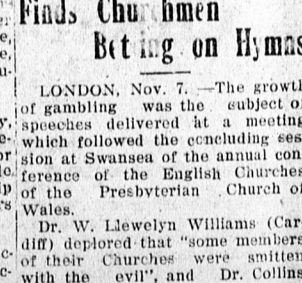 Finds Churchmen
Betting on Hymns
LONDON, Nov. 7. —The growth
of gambling was the subject of
speeches delivered at a meeting
which followed the concluding ses-
sion at Swansea of the annual con-
ference of the English Churches
of the Presbyterian Church of
Wales.
Dr. W. Llewelyn Williams (Car-
diff) deplored that "some members
of their Churches were smitten
with the evil", and Dr. Collins